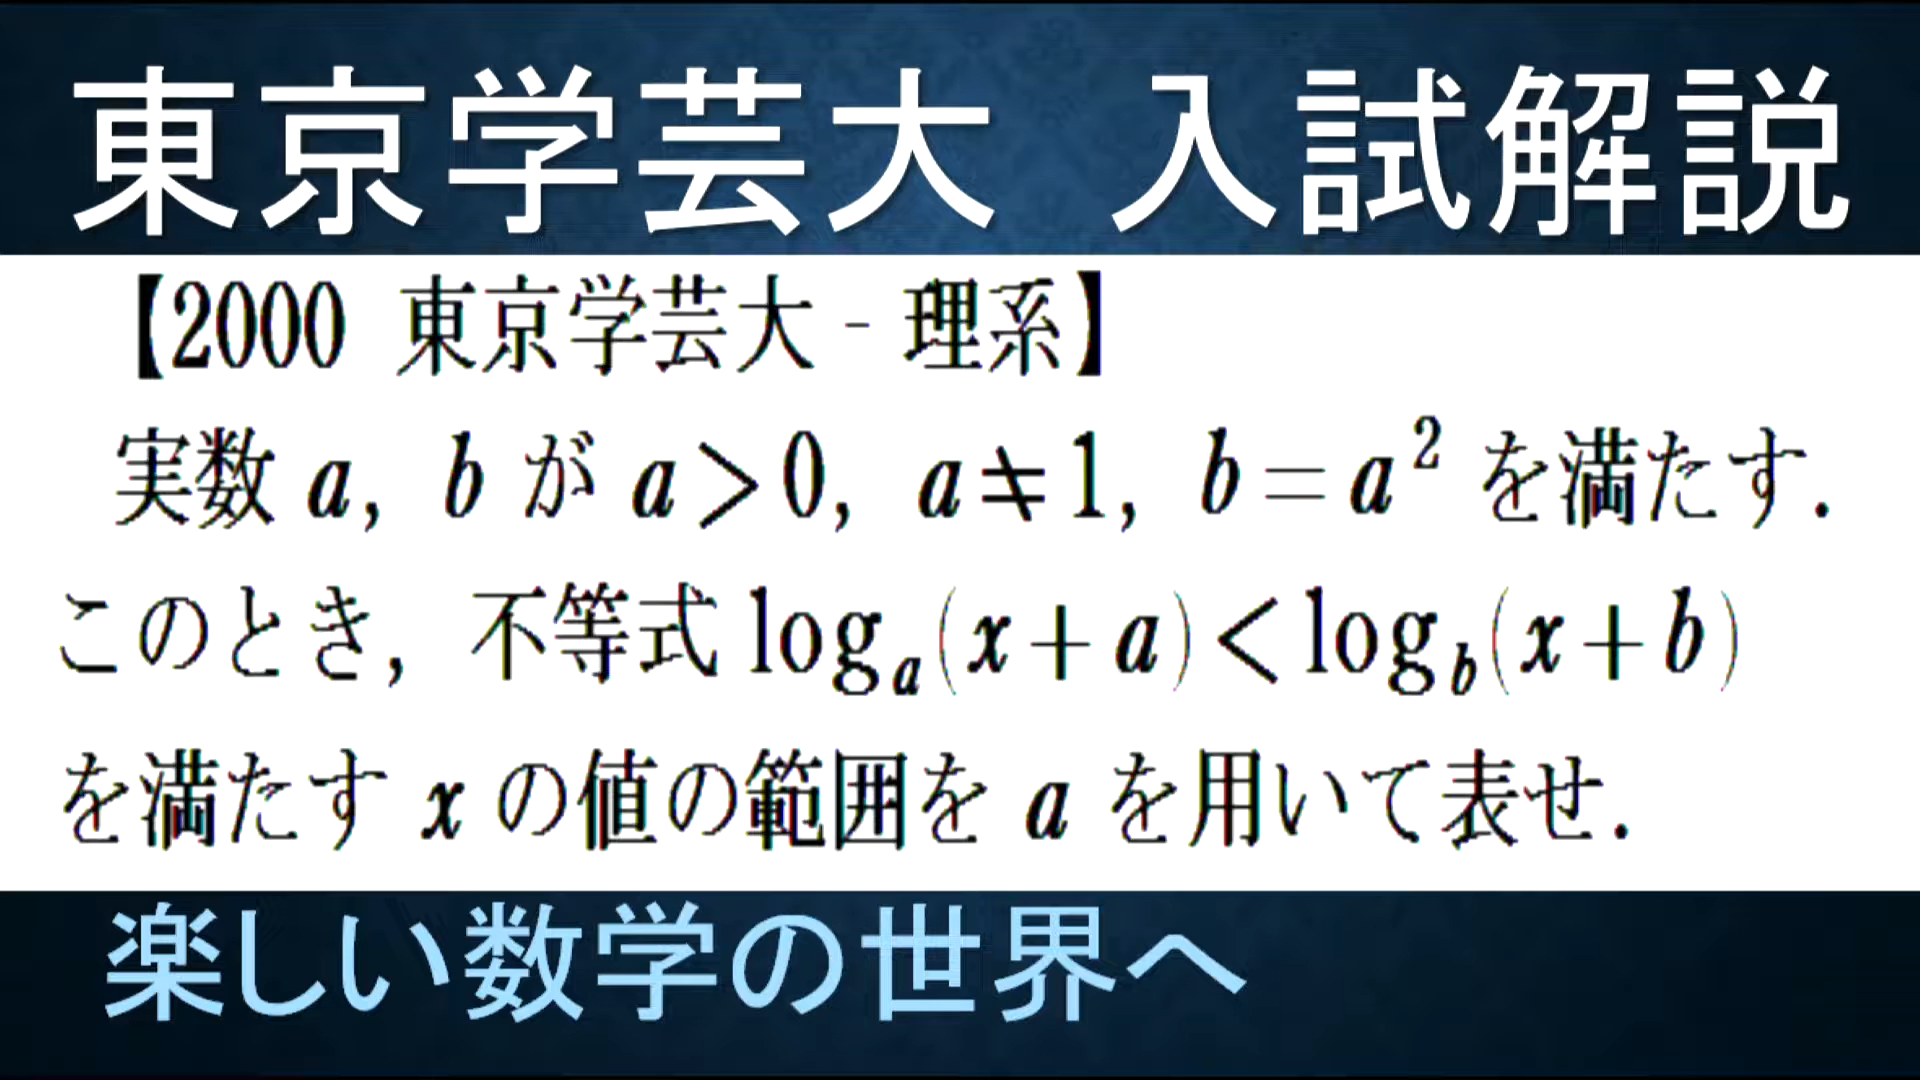 東京学芸大 入試解説
【2000 東京学芸大‐理系】
実数 a, b が a>0, a≠1, b=a² を満たす.
このとき, 不等式 logₐ(x+a)<log_b(x+b)
を満たす x の値の範囲を a を用いて表せ.
楽しい数学の世界へ